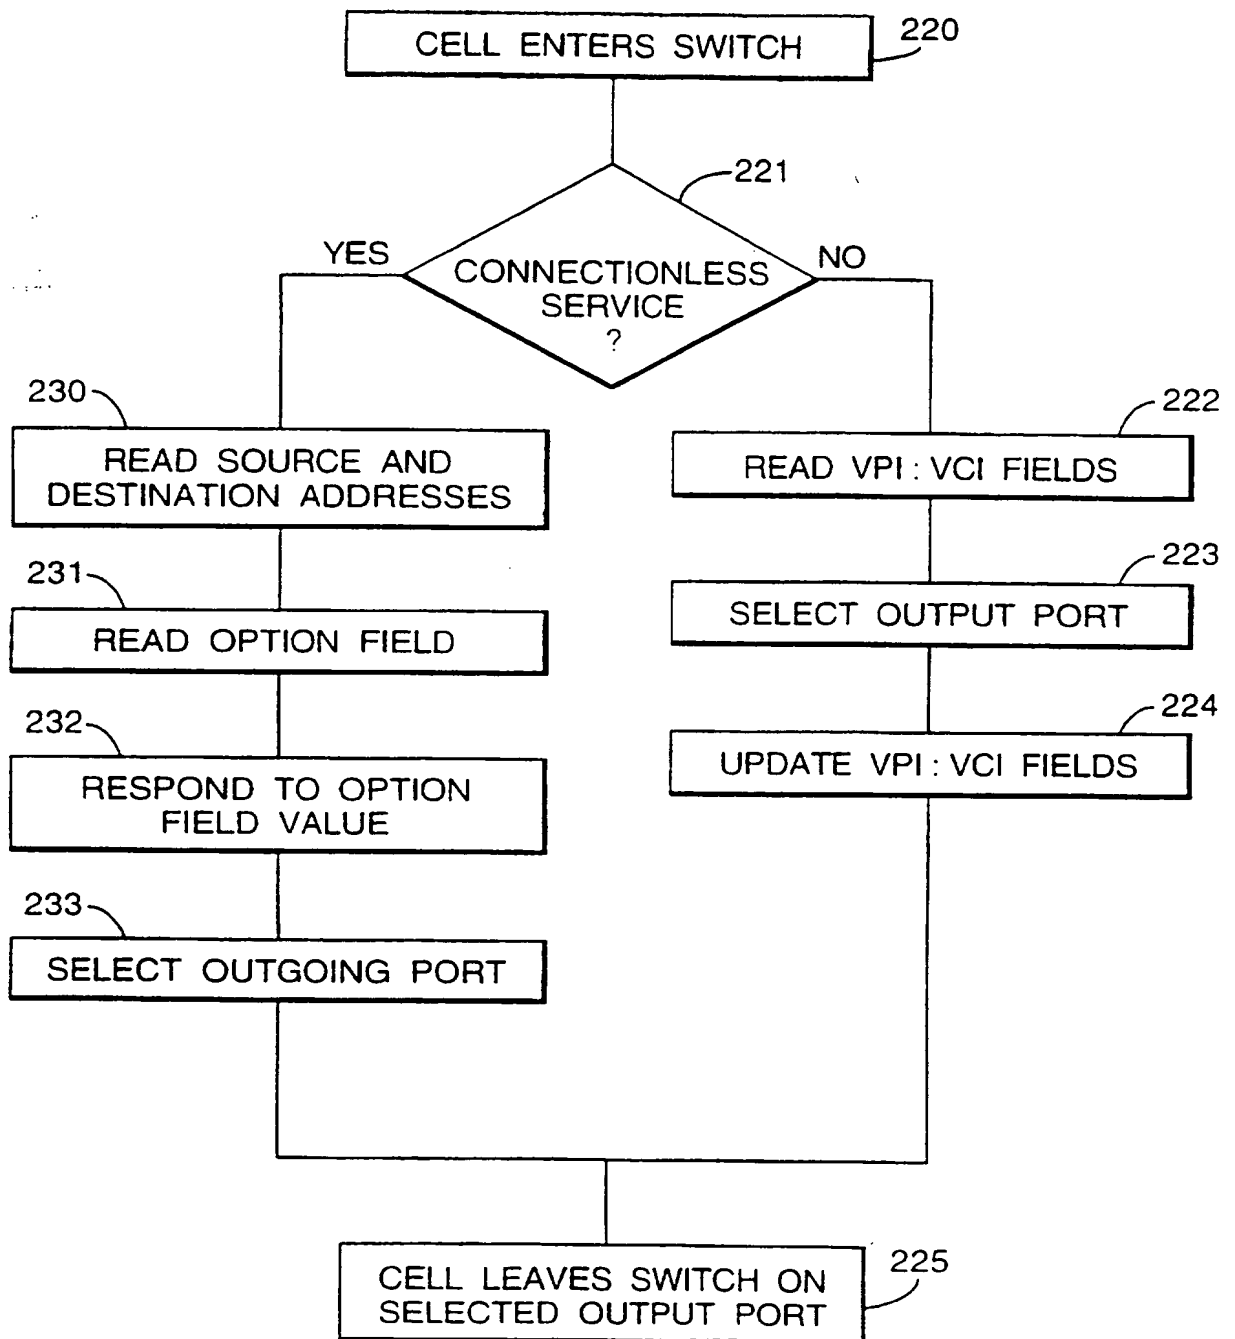 CELL ENTERS SWITCH
220
221
YES
CONNECTIONLESS
SERVICE
?
NO
230
READ SOURCE AND
DESTINATION ADDRESSES
231
READ OPTION FIELD
232
RESPOND TO OPTION
FIELD VALUE
233
SELECT OUTGOING PORT
222
READ VPI : VCI FIELDS
223
SELECT OUTPUT PORT
224
UPDATE VPI : VCI FIELDS
CELL LEAVES SWITCH ON
SELECTED OUTPUT PORT
225